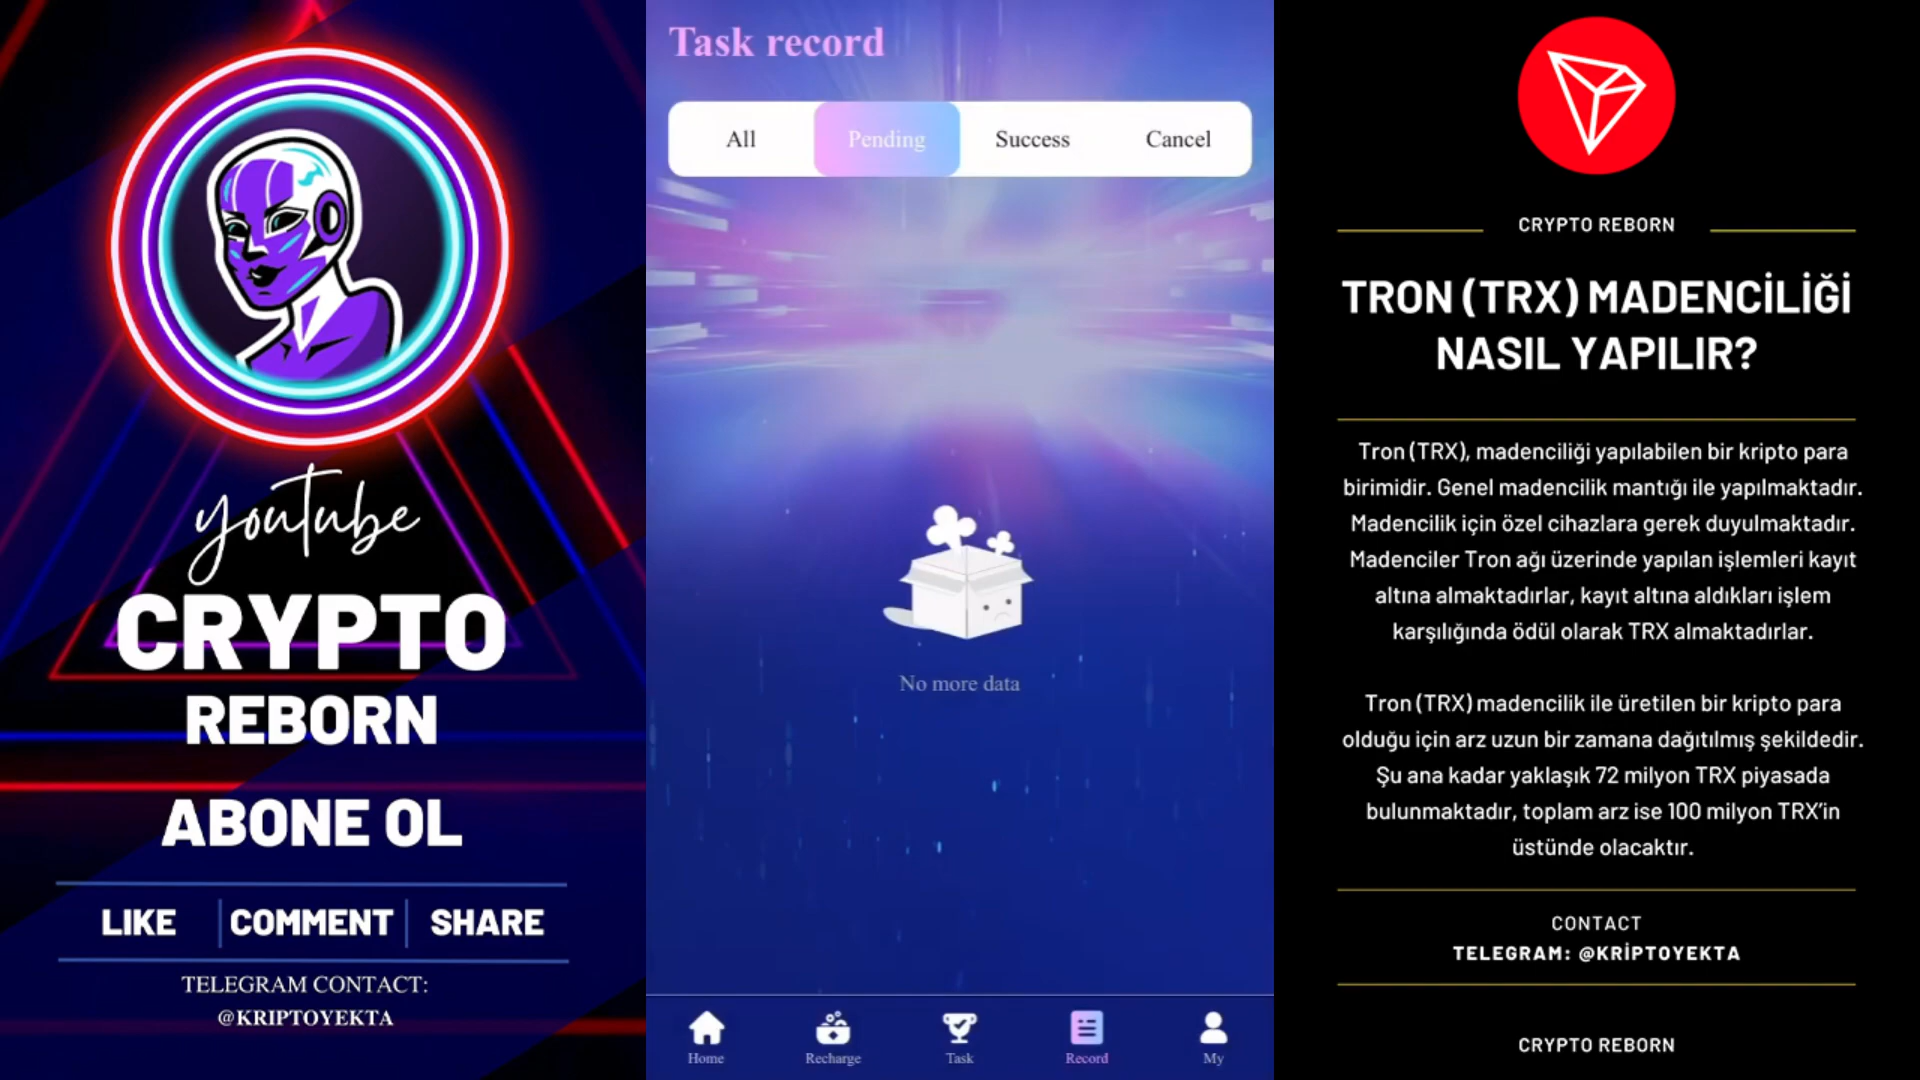 youtube
CRYPTO
REBORN
ABONE OL
LIKE COMMENT SHARE
TELEGRAM CONTACT:
@KRIPTOYEKTA
Task record
All Pending Success Cancel
No more data
Home Recharge Task Record My
CRYPTO REBORN
TRON (TRX) MADENCİLİĞİ
NASIL YAPILIR?
Tron (TRX), madenciliği yapılabilen bir kripto para
birimidir. Genel madencilik mantığı ile yapılmaktadır.
Madencilik için özel cihazlara gerek duyulmaktadır.
Madenciler Tron ağı üzerinde yapılan işlemleri kayıt
altına almaktadırlar, kayıt altına aldıkları işlem
karşılığında ödül olarak TRX almaktadırlar.
Tron (TRX) madencilik ile üretilen bir kripto para
olduğu için arz uzun bir zamana dağıtılmış şekildedir.
Şu ana kadar yaklaşık 72 milyon TRX piyasada
bulunmaktadır, toplam arz ise 100 milyon TRX'in
üstünde olacaktır.
CONTACT
TELEGRAM: @KRİPTOYEKTA
CRYPTO REBORN